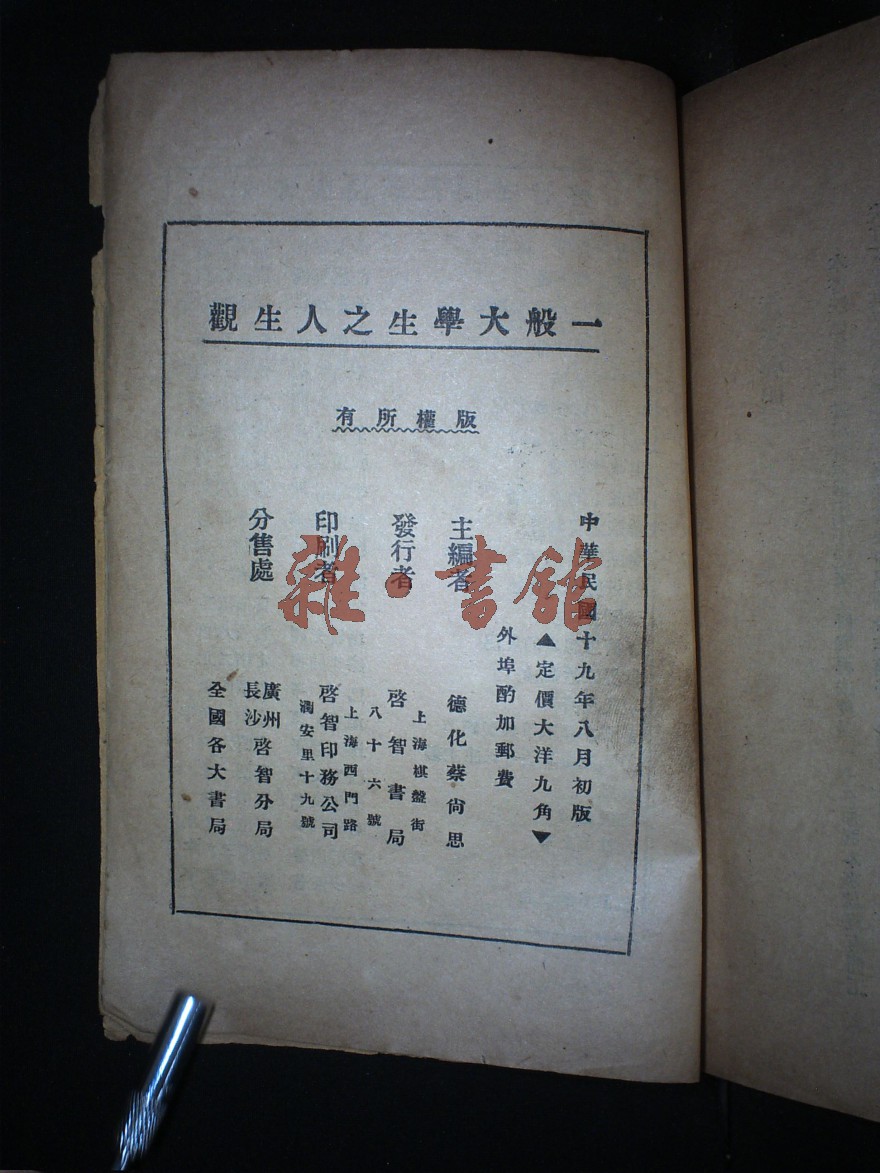 一般大學生之人生觀
版權所有
中華民國十九年八月初版
▲定價大洋九角▼
外埠酌加郵費
主編者 德化蔡尚思
發行者 啓智書局
上海棋盤街
八十六號
印刷者 啓智印務公司
上海西門路
潤安里十九號
分售處 廣州長沙啓智分局
全國各大書局
雜·書館